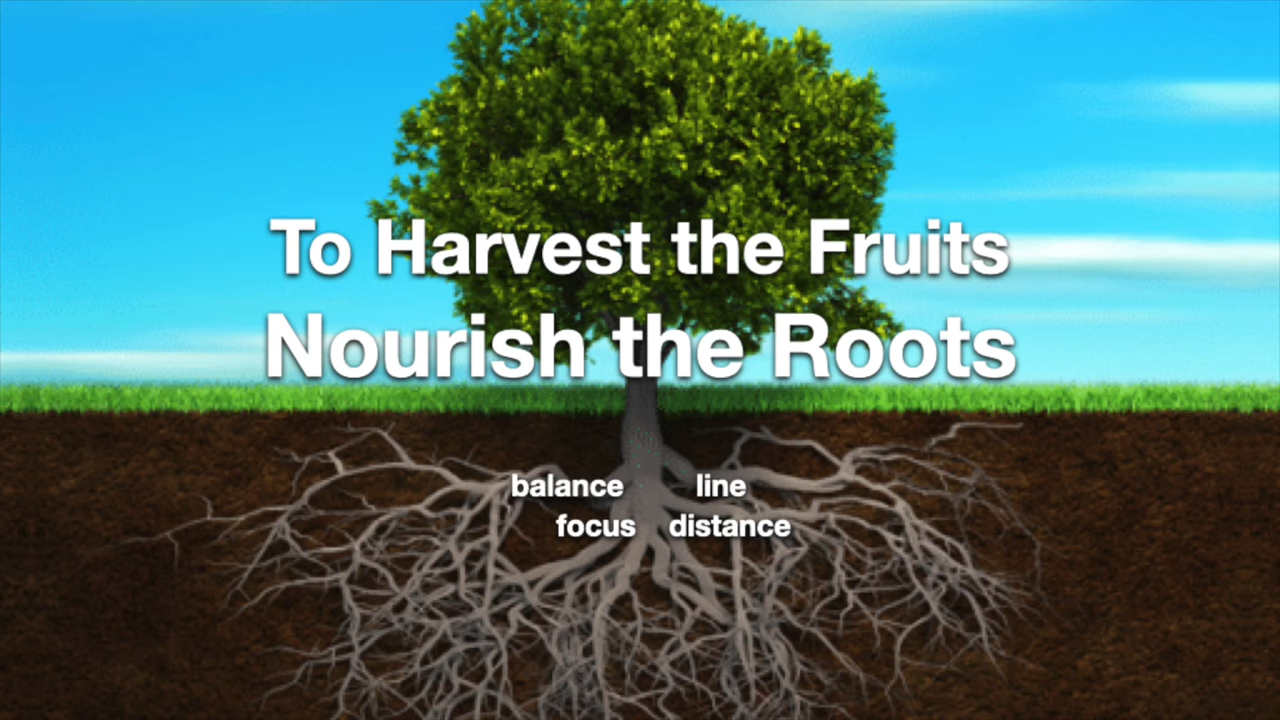 To Harvest the Fruits
Nourish the Roots
balance line
focus distance